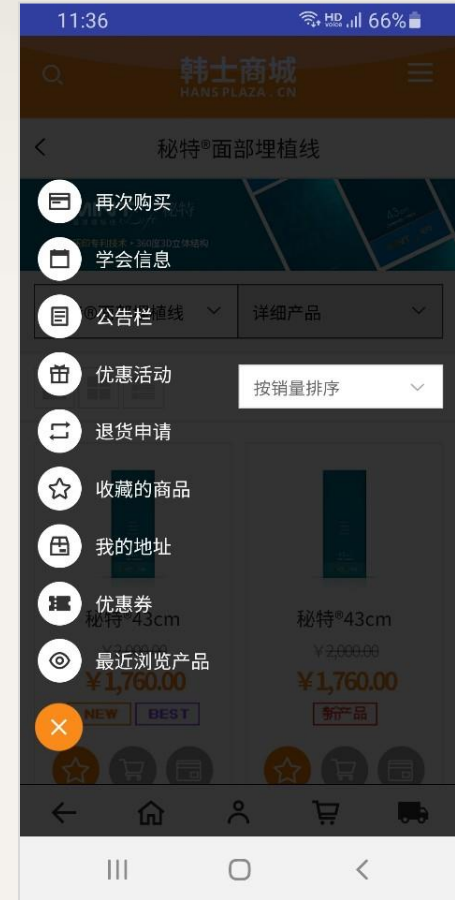 11:36
HD voice 66%
韩士商城
HANSPLAZA.CN
秘特®面部埋植线
再次购买
学会信息
公告栏
详细产品
优惠活动
按销量排序
退货申请
收藏的商品
我的地址
优惠券
秘特®43cm
秘特®43cm
最近浏览产品
¥2,000.00
¥1,760.00
¥1,760.00
NEW
BEST
新产品